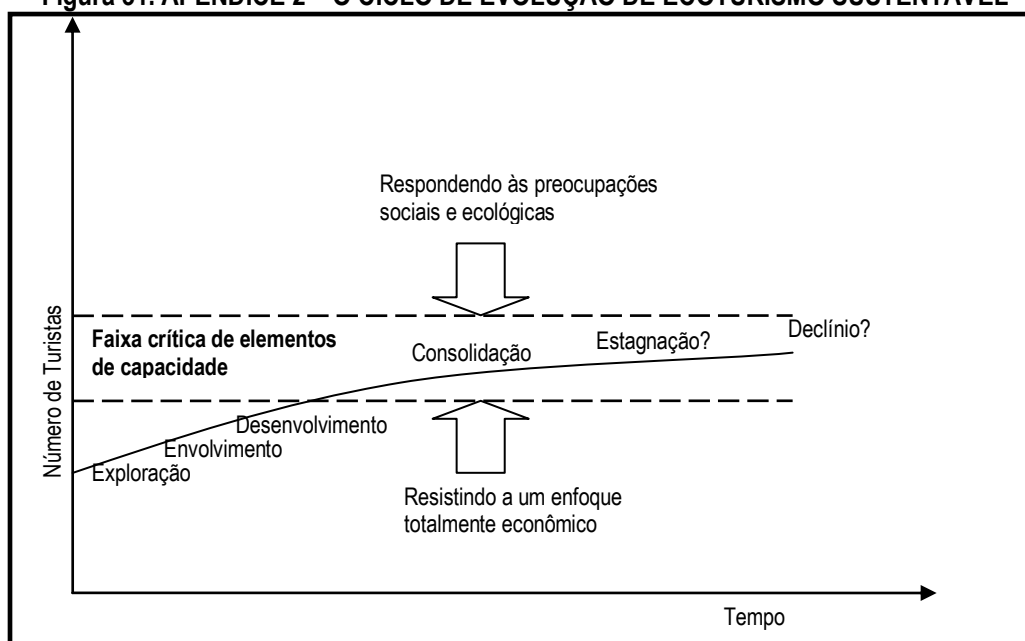 Figura 01: APÊNDICE 2 – O CICLO DE EVOLUÇÃO DE ECOTURISMO SUSTENTÁVEL
Respondendo às preocupações
sociais e ecológicas
Número de Turistas
Faixa crítica de elementos
de capacidade
Consolidação
Estagnação?
Declínio?
Desenvolvimento
Envolvimento
Exploração
Resistindo a um enfoque
totalmente econômico
Tempo